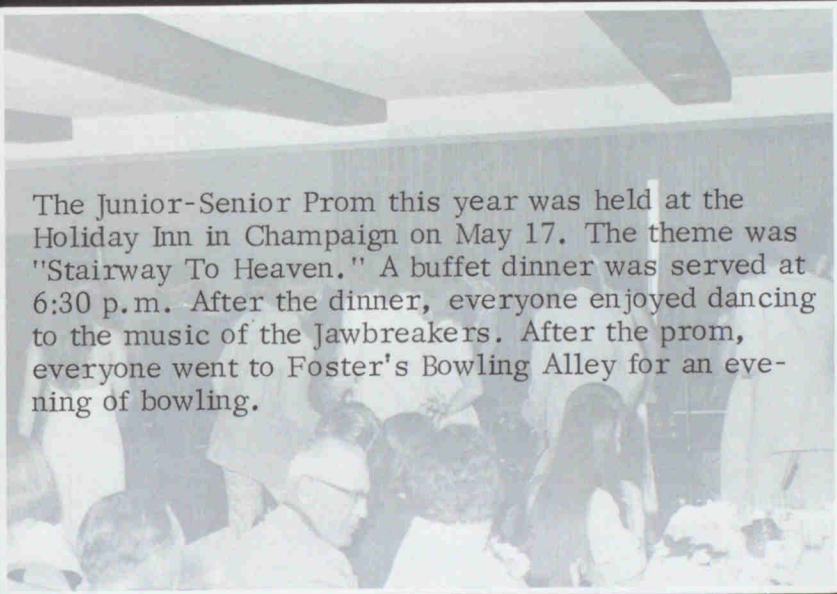 The Junior-Senior Prom this year was held at the
Holiday Inn in Champaign on May 17. The theme was
"Stairway To Heaven." A buffet dinner was served at
6:30 p.m. After the dinner, everyone enjoyed dancing
to the music of the Jawbreakers. After the prom,
everyone went to Foster's Bowling Alley for an eve-
ning of bowling.